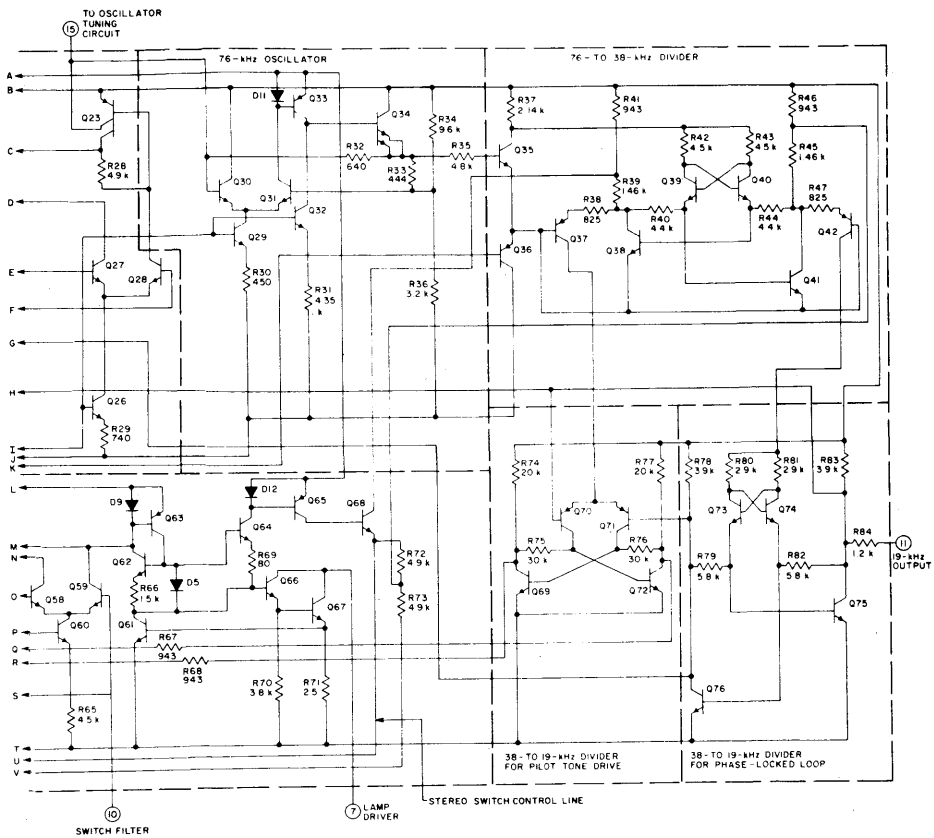 TO OSCILLATOR
TUNING
CIRCUIT
15
76-kHz OSCILLATOR
76-TO 38-kHz DIVIDER
A
B
C
D
E
F
G
H
I
J
K
L
M
N
O
P
Q
R
S
T
U
V
Q23
R28
4.9 k
Q27
Q28
Q26
R29
740
D11
Q33
Q34
R34
9.6 k
R32
640
R33
444
R35
4.8 k
Q30
Q31
Q32
Q29
R30
450
R31
4.35
k
R36
3.2 k
R37
2.14 k
R41
943
R46
943
Q35
R42
4.5 k
R43
4.5 k
R45
1.46 k
R39
1.46 k
Q39
Q40
R47
825
R38
825
R40
4.4 k
R44
4.4 k
Q42
Q36
Q37
Q38
Q41
D9
Q63
D12
Q65
Q68
Q64
R69
80
Q62
D5
R66
1.5 k
Q66
Q67
R72
4.9 k
R73
4.9 k
Q58
Q59
Q60
Q61
R67
943
R68
943
R65
4.5 k
R70
3.8 k
R71
2.5
R74
20 k
R77
20 k
R78
3.9 k
R80
2.9 k
R81
2.9 k
R83
3.9 k
Q70
Q71
Q73
Q74
R75
30 k
R76
30 k
R79
5.8 k
R82
5.8 k
R84
1.2 k
11
19-kHz
OUTPUT
Q69
Q72
Q75
Q76
38-TO 19-kHz DIVIDER
FOR PILOT TONE DRIVE
38-TO 19-kHz DIVIDER
FOR PHASE-LOCKED LOOP
STEREO SWITCH CONTROL LINE
7
LAMP
DRIVER
10
SWITCH FILTER